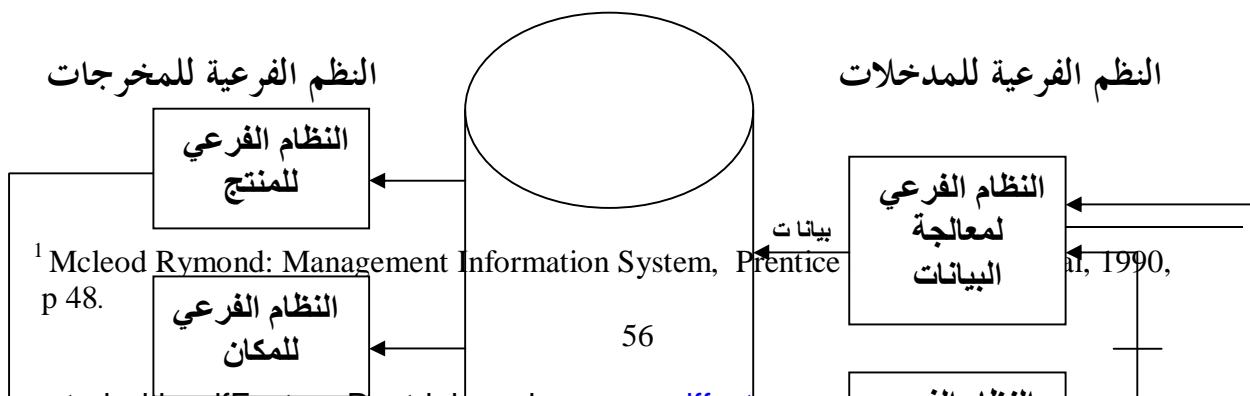 النظم الفرعية للمدخلات
النظم الفرعية للمخرجات
النظام الفرعي
لمعالجة
البيانات
بيانا ت
النظام الفرعي
للمنتج
النظام الفرعي
للمكان
1 Mcleod Rymond: Management Information System, Prentice 1990,
p 48.
56